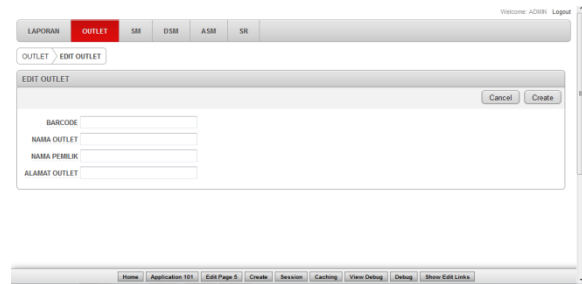 Welcome: ADMIN Logout
LAPORAN OUTLET SM DSM ASM SR
OUTLET EDIT OUTLET
EDIT OUTLET
Cancel Create
BARCODE
NAMA OUTLET
NAMA PEMILIK
ALAMAT OUTLET
Home Application 101 Edit Page 5 Create Session Caching View Debug Debug Show Edit Links